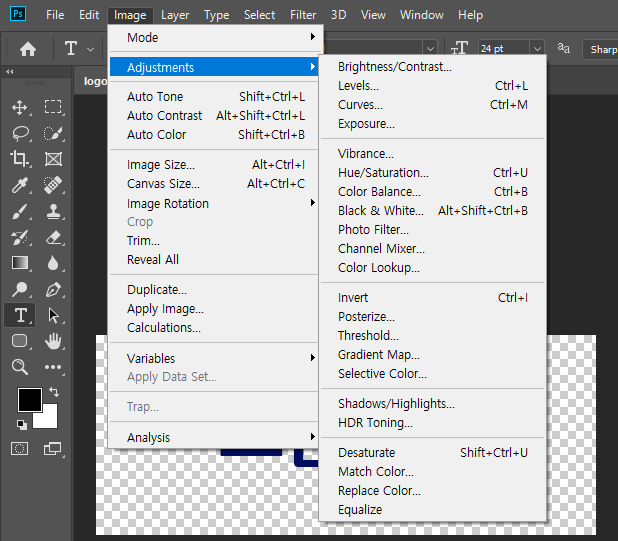 Ps File Edit Image Layer Type Select Filter 3D View Window Help
T 24 pt aa Sharp
logo
Mode
Adjustments
Auto Tone Shift+Ctrl+L
Auto Contrast Alt+Shift+Ctrl+L
Auto Color Shift+Ctrl+B
Image Size... Alt+Ctrl+I
Canvas Size... Alt+Ctrl+C
Image Rotation
Crop
Trim...
Reveal All
Duplicate...
Apply Image...
Calculations...
Variables
Apply Data Set...
Trap...
Analysis
Brightness/Contrast...
Levels... Ctrl+L
Curves... Ctrl+M
Exposure...
Vibrance...
Hue/Saturation... Ctrl+U
Color Balance... Ctrl+B
Black & White... Alt+Shift+Ctrl+B
Photo Filter...
Channel Mixer...
Color Lookup...
Invert Ctrl+I
Posterize...
Threshold...
Gradient Map...
Selective Color...
Shadows/Highlights...
HDR Toning...
Desaturate Shift+Ctrl+U
Match Color...
Replace Color...
Equalize